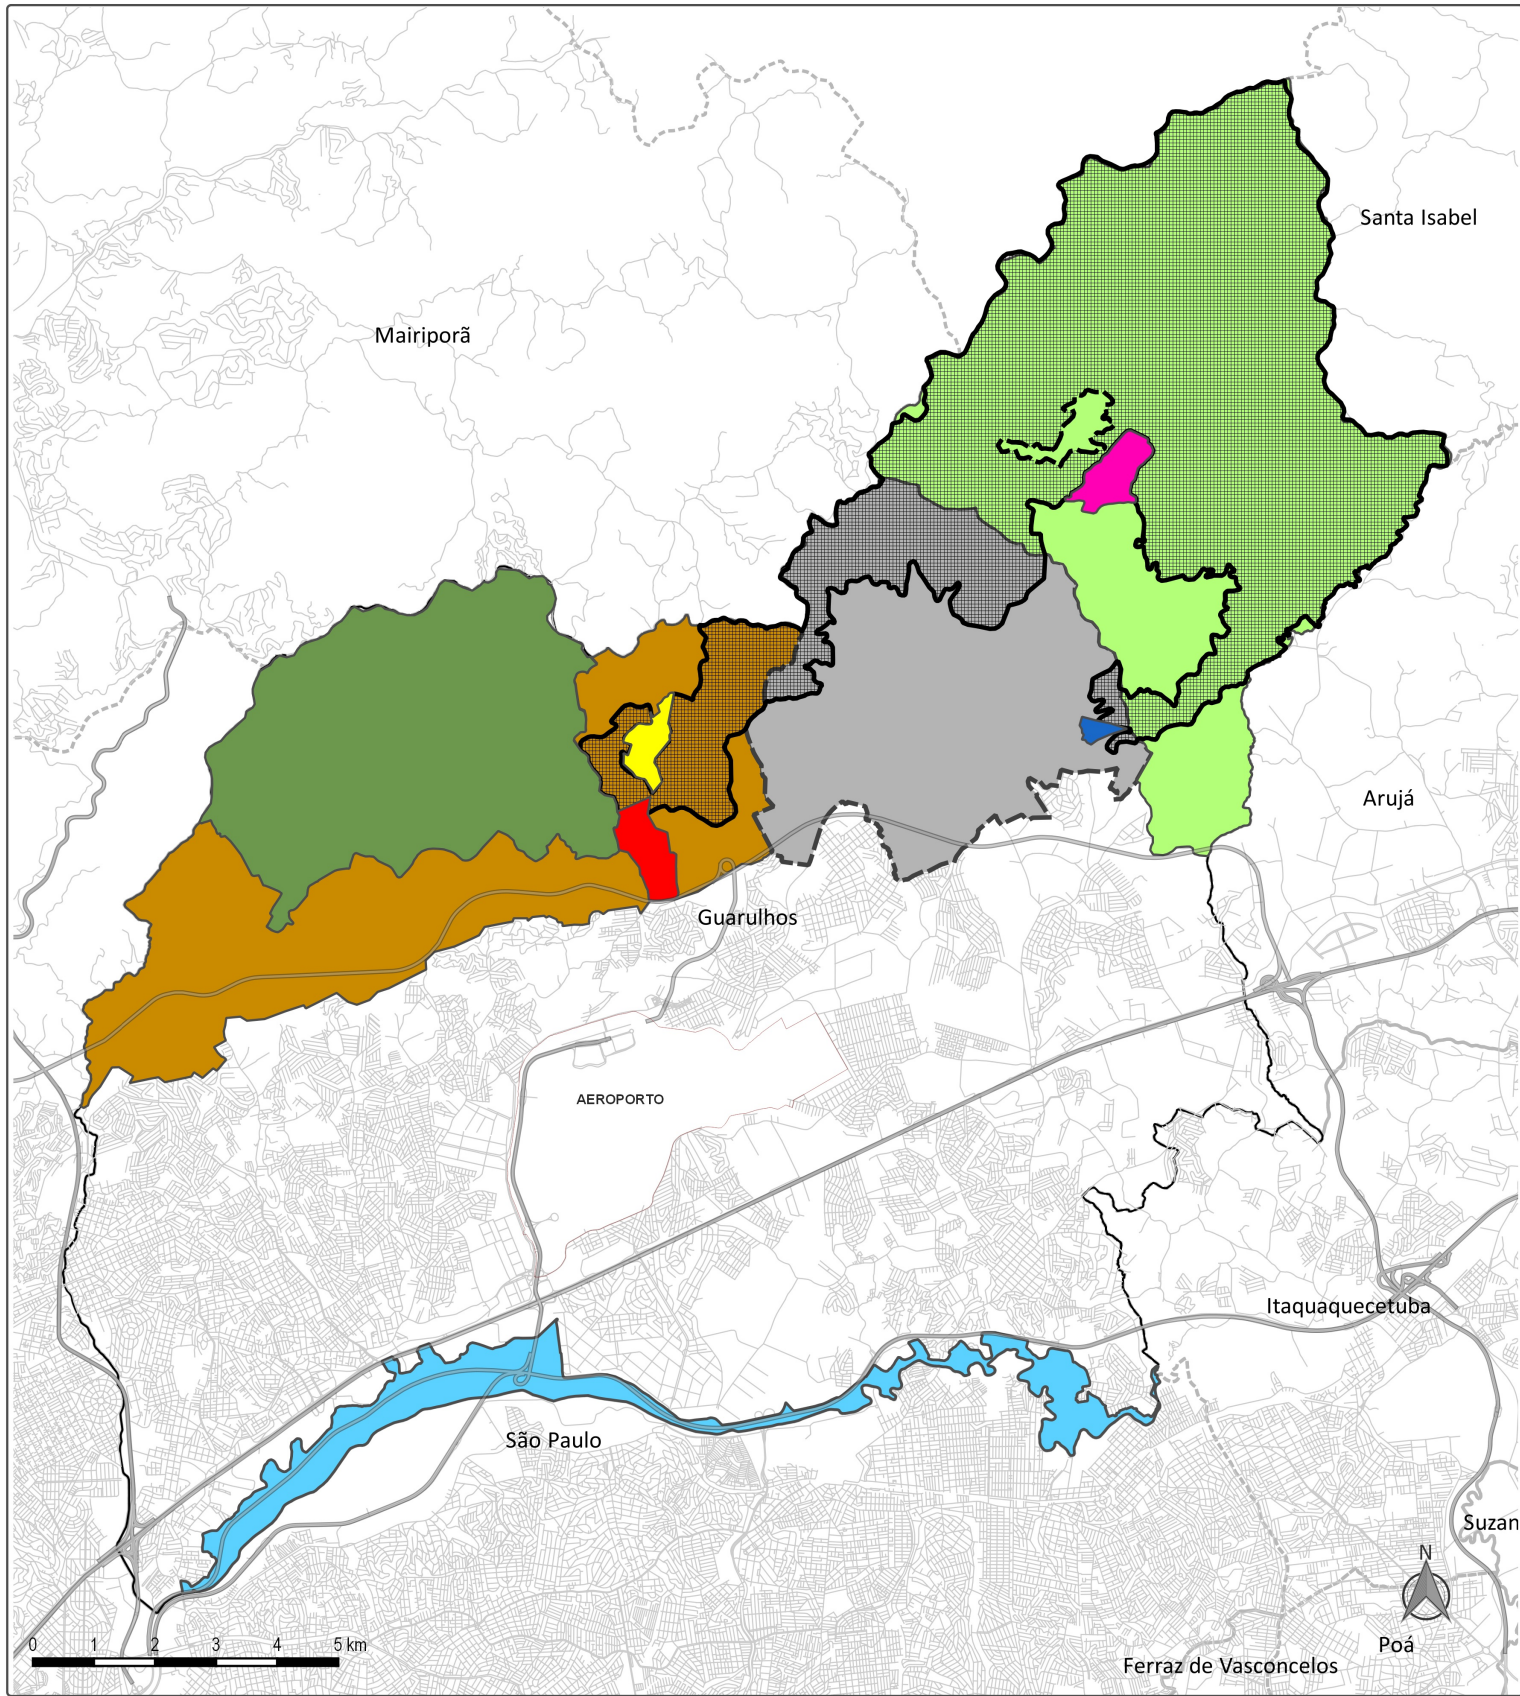 Santa Isabel
Mairiporã
Arujá
Guarulhos
AEROPORTO
Itaquaquecetuba
São Paulo
Suzan
N
0 1 2 3 4 5 km
Poá
Ferraz de Vasconcelos